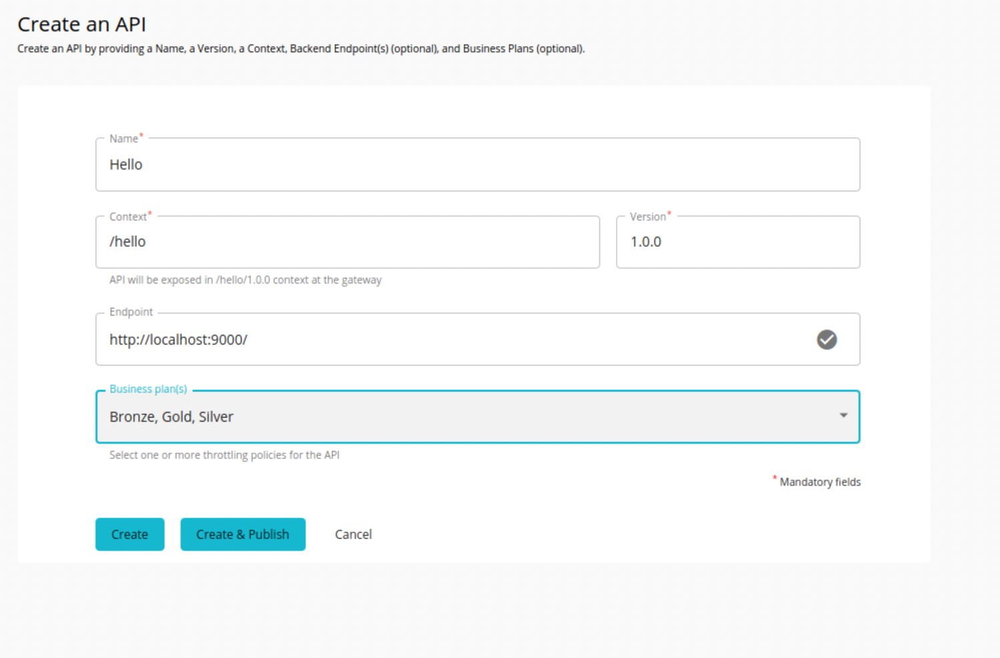 Create an API
Create an API by providing a Name, a Version, a Context, Backend Endpoint(s) (optional), and Business Plans (optional).
Name*
Hello
Context*
/hello
Version*
1.0.0
API will be exposed in /hello/1.0.0 context at the gateway
Endpoint
http://localhost:9000/
Business plan(s)
Bronze, Gold, Silver
Select one or more throttling policies for the API
* Mandatory fields
Create
Create & Publish
Cancel